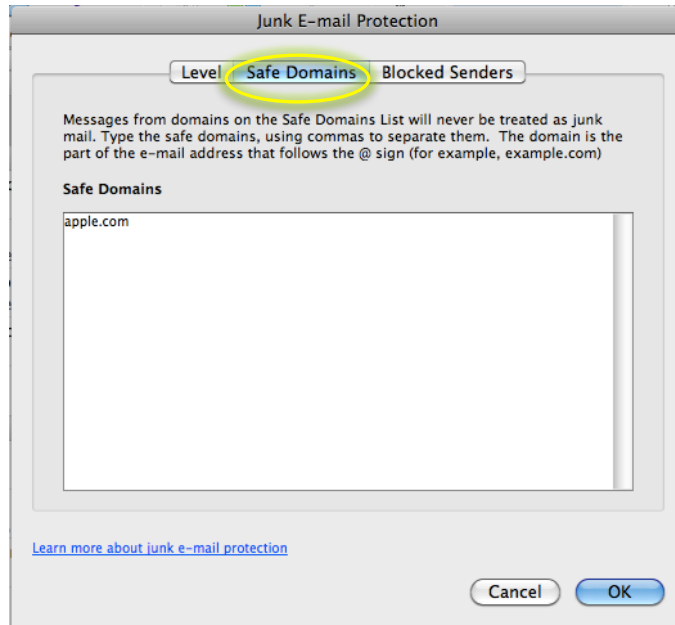 Junk E-mail Protection
Level Safe Domains Blocked Senders
Messages from domains on the Safe Domains List will never be treated as junk
mail. Type the safe domains, using commas to separate them. The domain is the
part of the e-mail address that follows the @ sign (for example, example.com)
Safe Domains
apple.com
Learn more about junk e-mail protection
Cancel OK